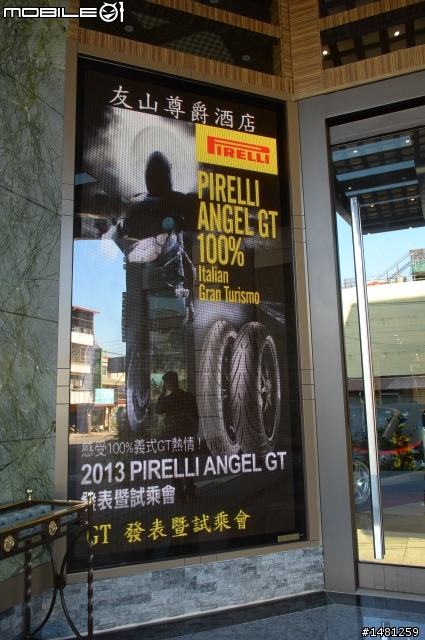 MOBILE01
友山尊爵酒店
PIRELLI
PIRELLI
ANGEL GT
100%
Italian
Gran Turismo
感受100%義式GT熱情！
2013 PIRELLI ANGEL GT
發表暨試乘會
GT 發表暨試乘會
#1481259